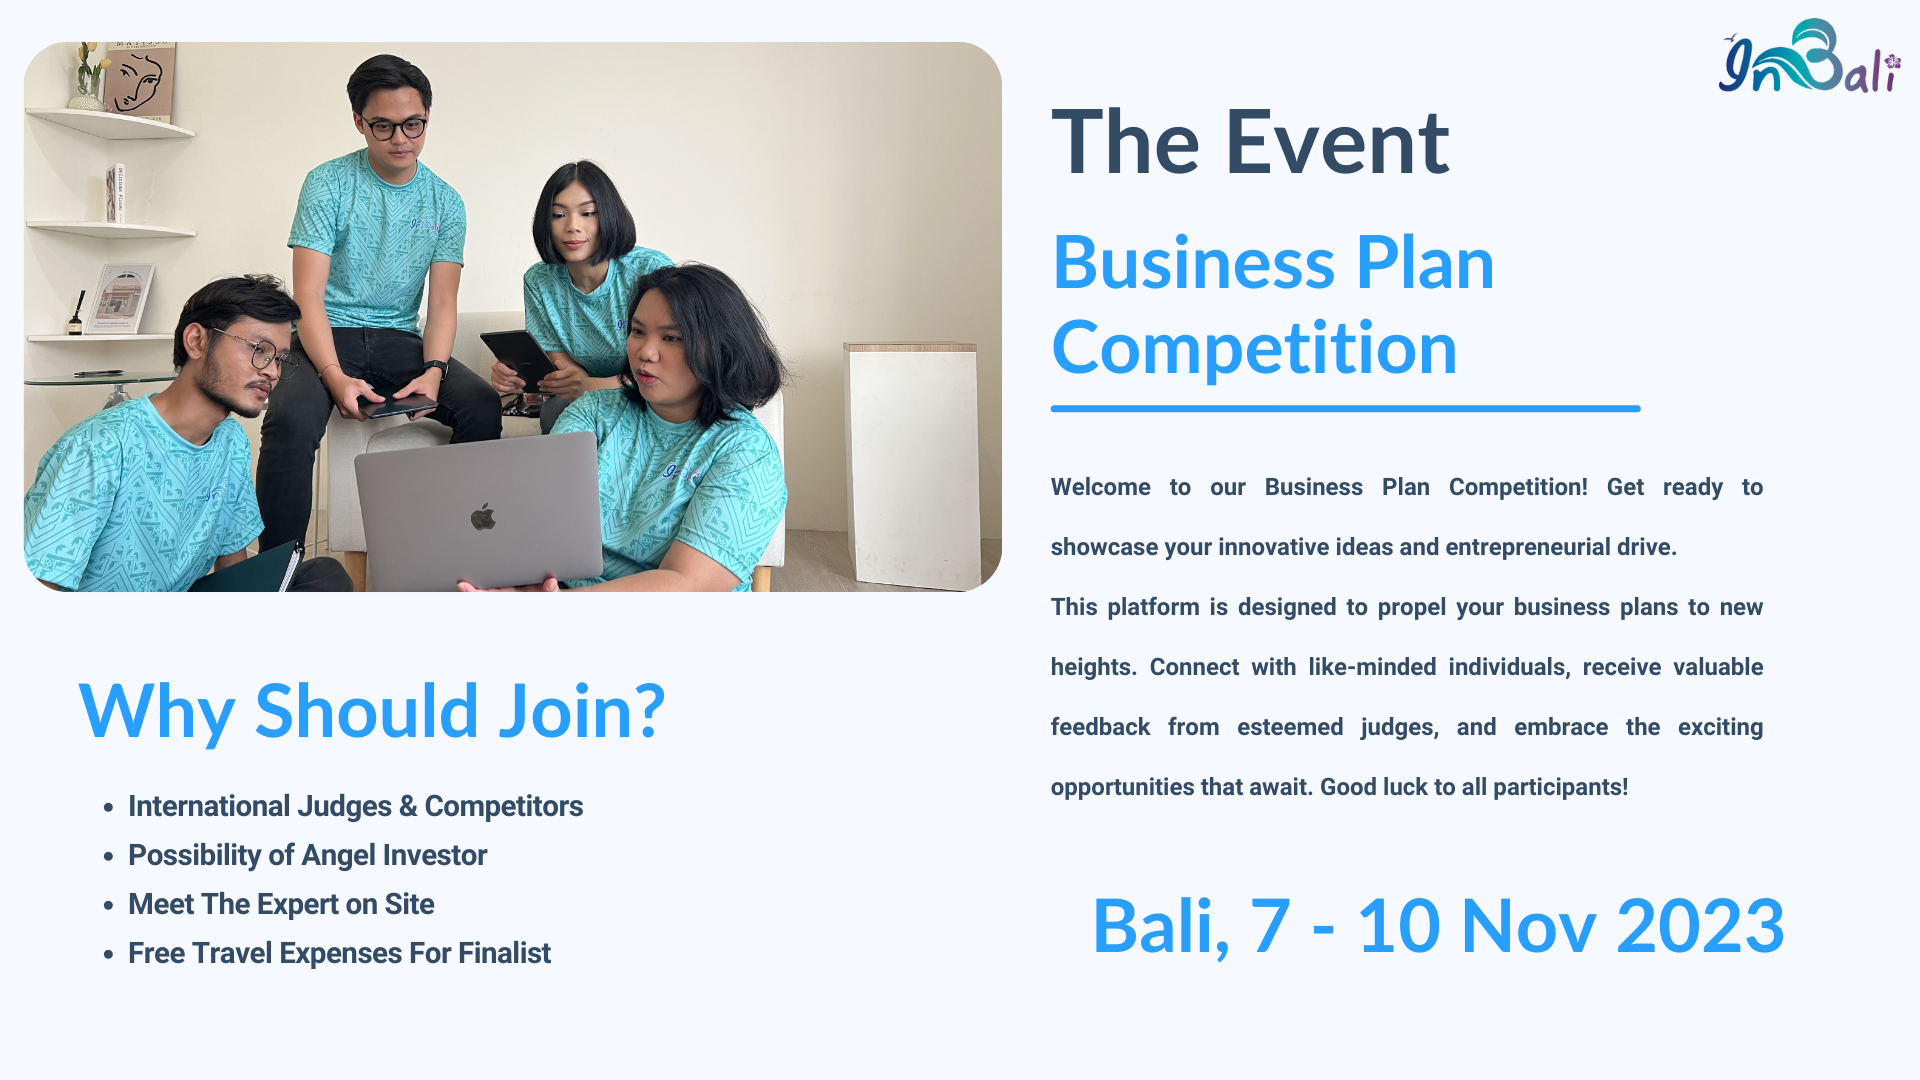 InBali
The Event
Business Plan
Competition
Welcome to our Business Plan Competition! Get ready to
showcase your innovative ideas and entrepreneurial drive.
This platform is designed to propel your business plans to new
heights. Connect with like-minded individuals, receive valuable
feedback from esteemed judges, and embrace the exciting
opportunities that await. Good luck to all participants!
Bali, 7 - 10 Nov 2023
Why Should Join?
• International Judges & Competitors
• Possibility of Angel Investor
• Meet The Expert on Site
• Free Travel Expenses For Finalist